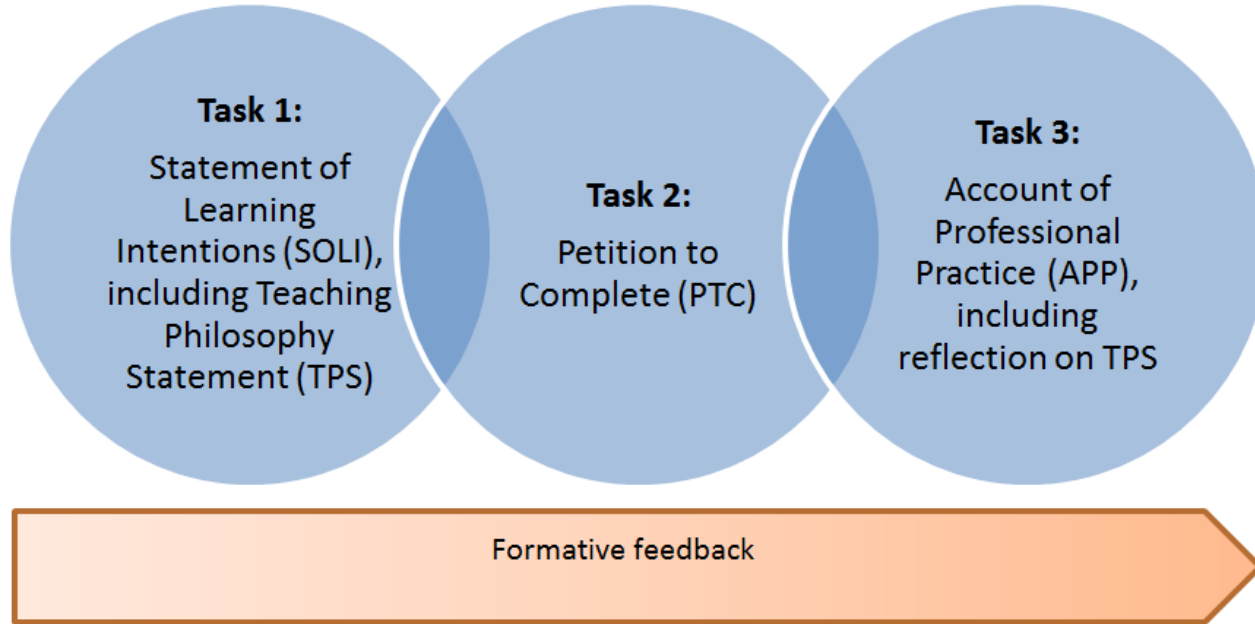 Task 1:
Statement of
Learning
Intentions (SOLI),
including Teaching
Philosophy
Statement (TPS)
Task 2:
Petition to
Complete (PTC)
Task 3:
Account of
Professional
Practice (APP),
including
reflection on TPS
Formative feedback